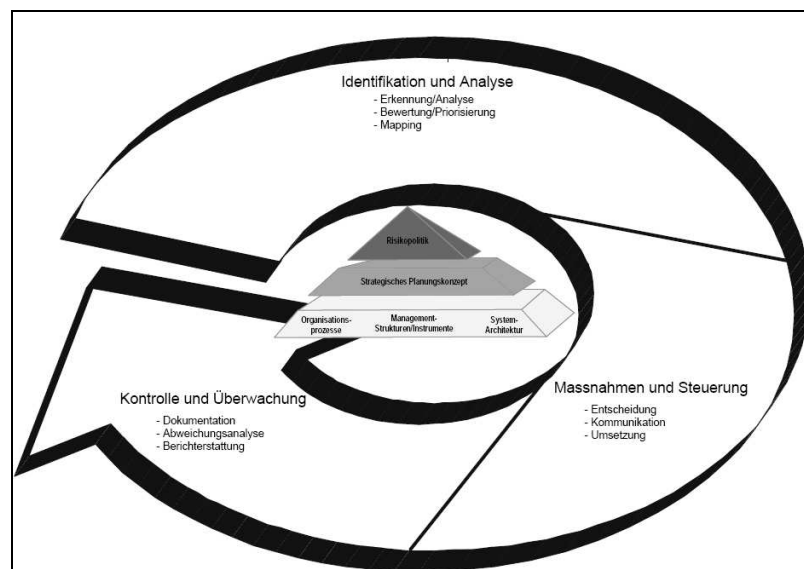 Identifikation und Analyse
- Erkennung/Analyse
- Bewertung/Priorisierung
- Mapping
Risikopolitik
Strategisches Planungskonzept
Organisations-
prozesse
Management-
Strukturen/Instrumente
System-
Architektur
Massnahmen und Steuerung
- Entscheidung
- Kommunikation
- Umsetzung
Kontrolle und Überwachung
- Dokumentation
- Abweichungsanalyse
- Berichterstattung